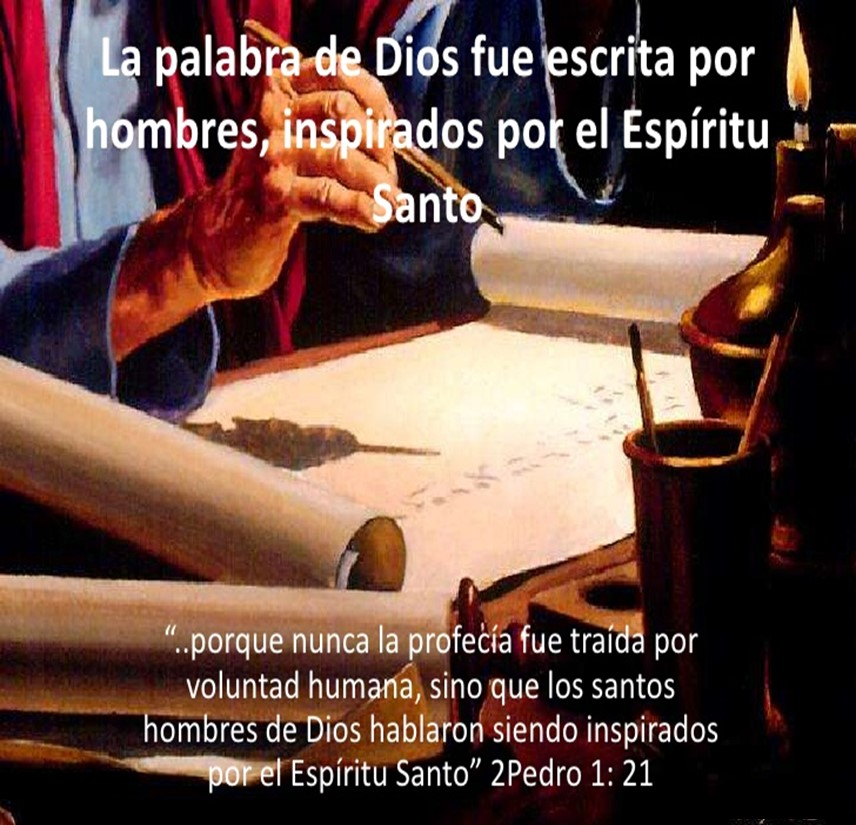 La palabra de Dios fue escrita por
hombres, inspirados por el Espíritu
Santo
“..porque nunca la profecía fue traída por
voluntad humana, sino que los santos
hombres de Dios hablaron siendo inspirados
por el Espíritu Santo” 2Pedro 1: 21